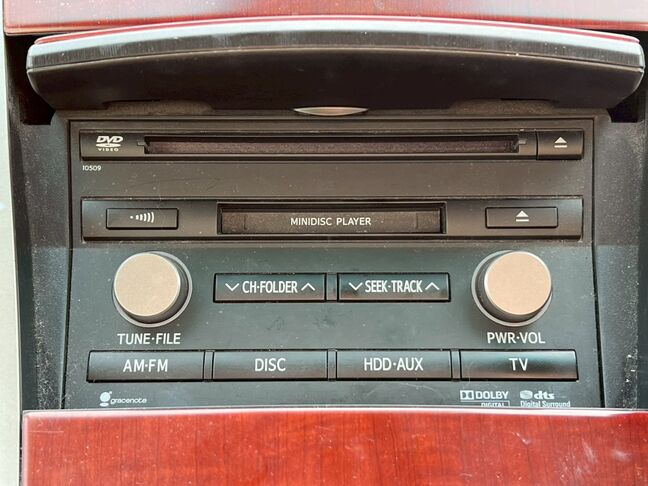 DVD
VIDEO
10509
MINIDISC PLAYER
CH·FOLDER
SEEK·TRACK
TUNE·FILE
PWR·VOL
AM·FM
DISC
HDD·AUX
TV
gracenote
DOLBY
DIGITAL
dts
Digital Surround